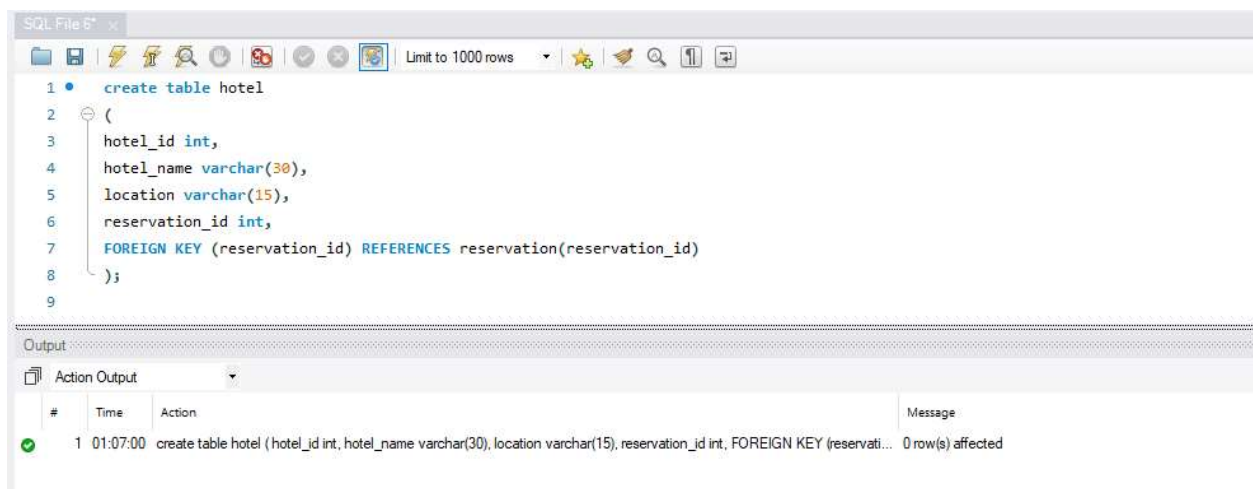 SQL File 6*
Limit to 1000 rows
1 create table hotel
2 (
3 hotel_id int,
4 hotel_name varchar(30),
5 location varchar(15),
6 reservation_id int,
7 FOREIGN KEY (reservation_id) REFERENCES reservation(reservation_id)
8 );
9
Output
Action Output
# Time Action Message
1 01:07:00 create table hotel ( hotel_id int, hotel_name varchar(30), location varchar(15), reservation_id int, FOREIGN KEY (reservati... 0 row(s) affected